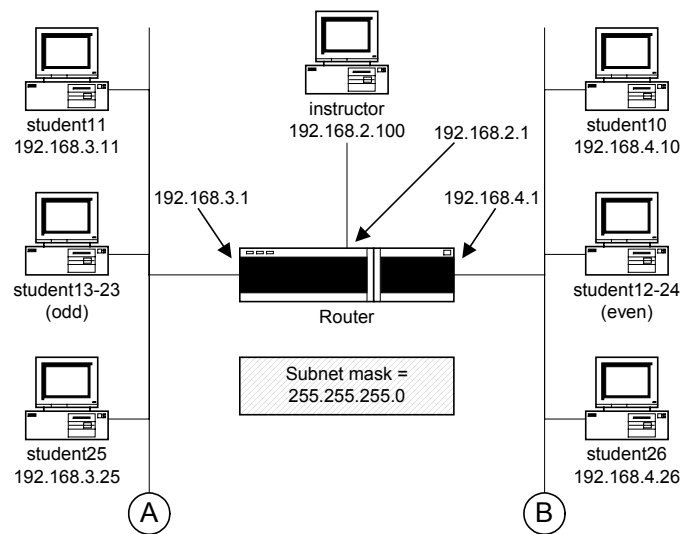 instructor
192.168.2.100
student11
192.168.3.11
student10
192.168.4.10
192.168.2.1
192.168.3.1
192.168.4.1
student13-23
(odd)
Router
student12-24
(even)
Subnet mask =
255.255.255.0
student25
192.168.3.25
student26
192.168.4.26
A
B